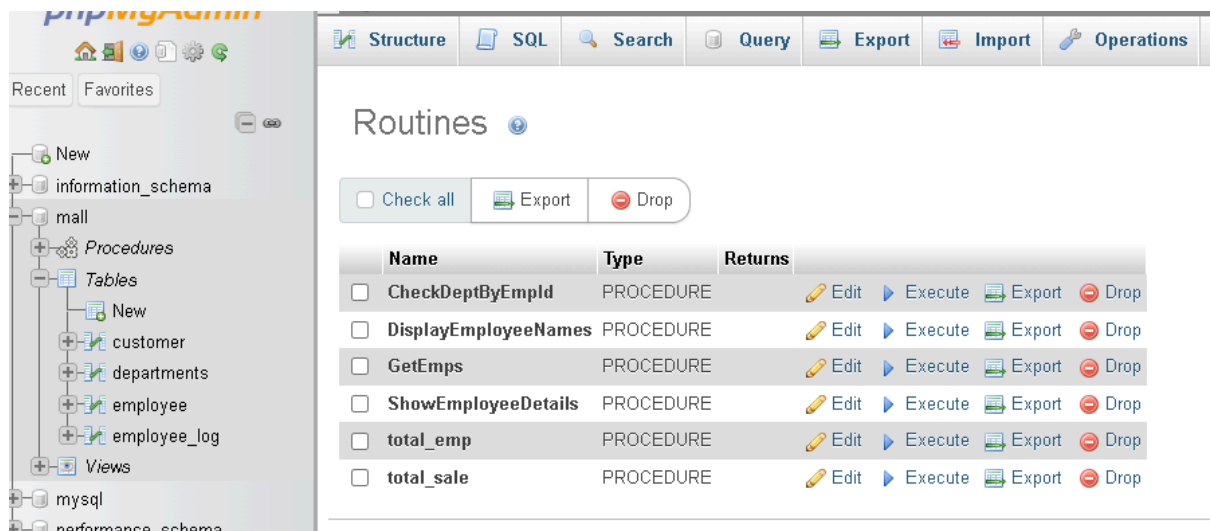 phpMyAdmin
Recent Favorites
New
information_schema
mall
Procedures
Tables
New
customer
departments
employee
employee_log
Views
mysql
performance_schema
Structure SQL Search Query Export Import Operations
Routines
Check all Export Drop
Name Type Returns
CheckDeptByEmpId PROCEDURE Edit Execute Export Drop
DisplayEmployeeNames PROCEDURE Edit Execute Export Drop
GetEmps PROCEDURE Edit Execute Export Drop
ShowEmployeeDetails PROCEDURE Edit Execute Export Drop
total_emp PROCEDURE Edit Execute Export Drop
total_sale PROCEDURE Edit Execute Export Drop